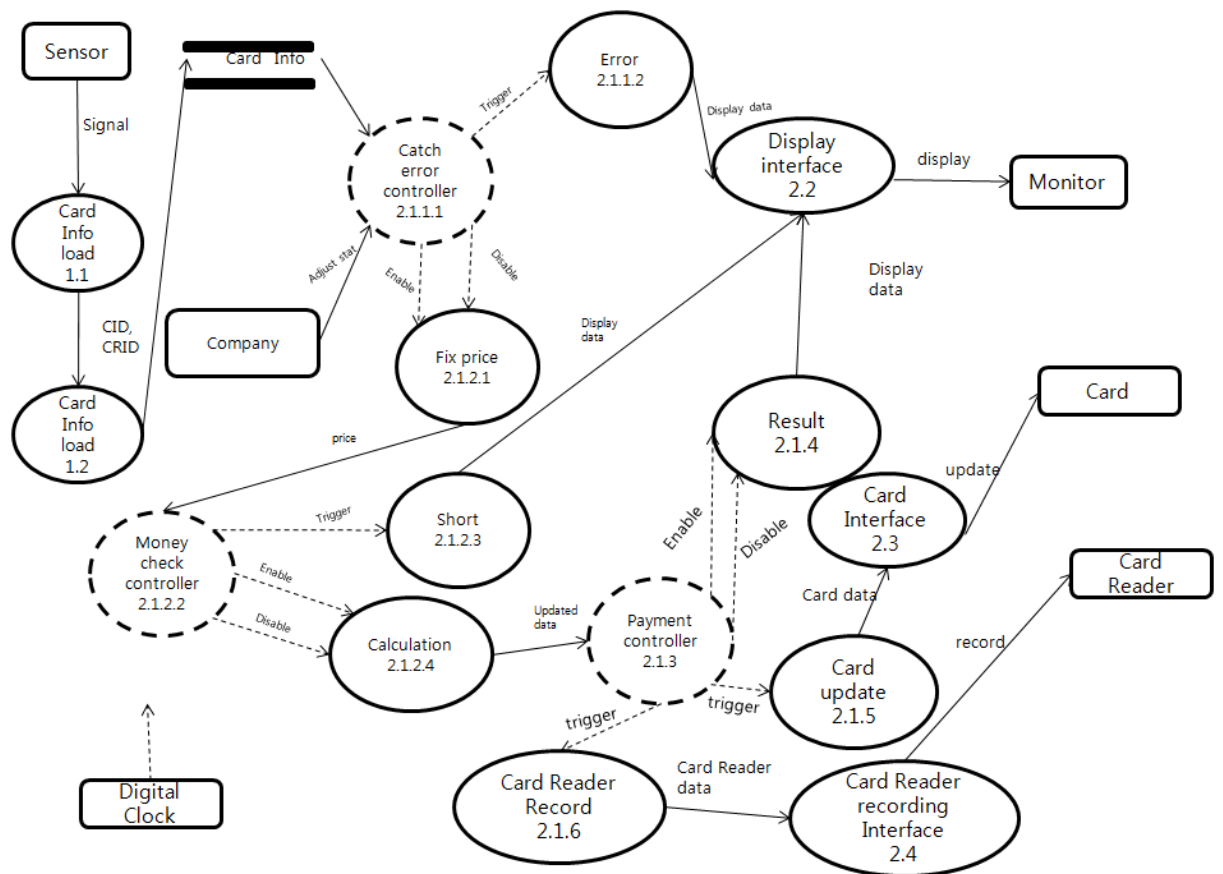 Sensor
Card Info
Error
2.1.1.2
Trigger
Display data
Signal
Catch
error
controller
2.1.1.1
Display
interface
2.2
display
Monitor
Card
Info
load
1.1
Adjust stat
Enable
Disable
Display
data
CID,
CRID
Company
Display
data
Fix price
2.1.2.1
Card
Info
load
1.2
price
Result
2.1.4
Card
update
Trigger
Short
2.1.2.3
Enable
Disable
Card
Interface
2.3
Money
check
controller
2.1.2.2
Enable
Disable
Card
Reader
Calculation
2.1.2.4
Updated
data
Payment
controller
2.1.3
Card data
record
Card
update
2.1.5
trigger
trigger
Digital
Clock
Card Reader
Record
2.1.6
Card Reader
data
Card Reader
recording
Interface
2.4